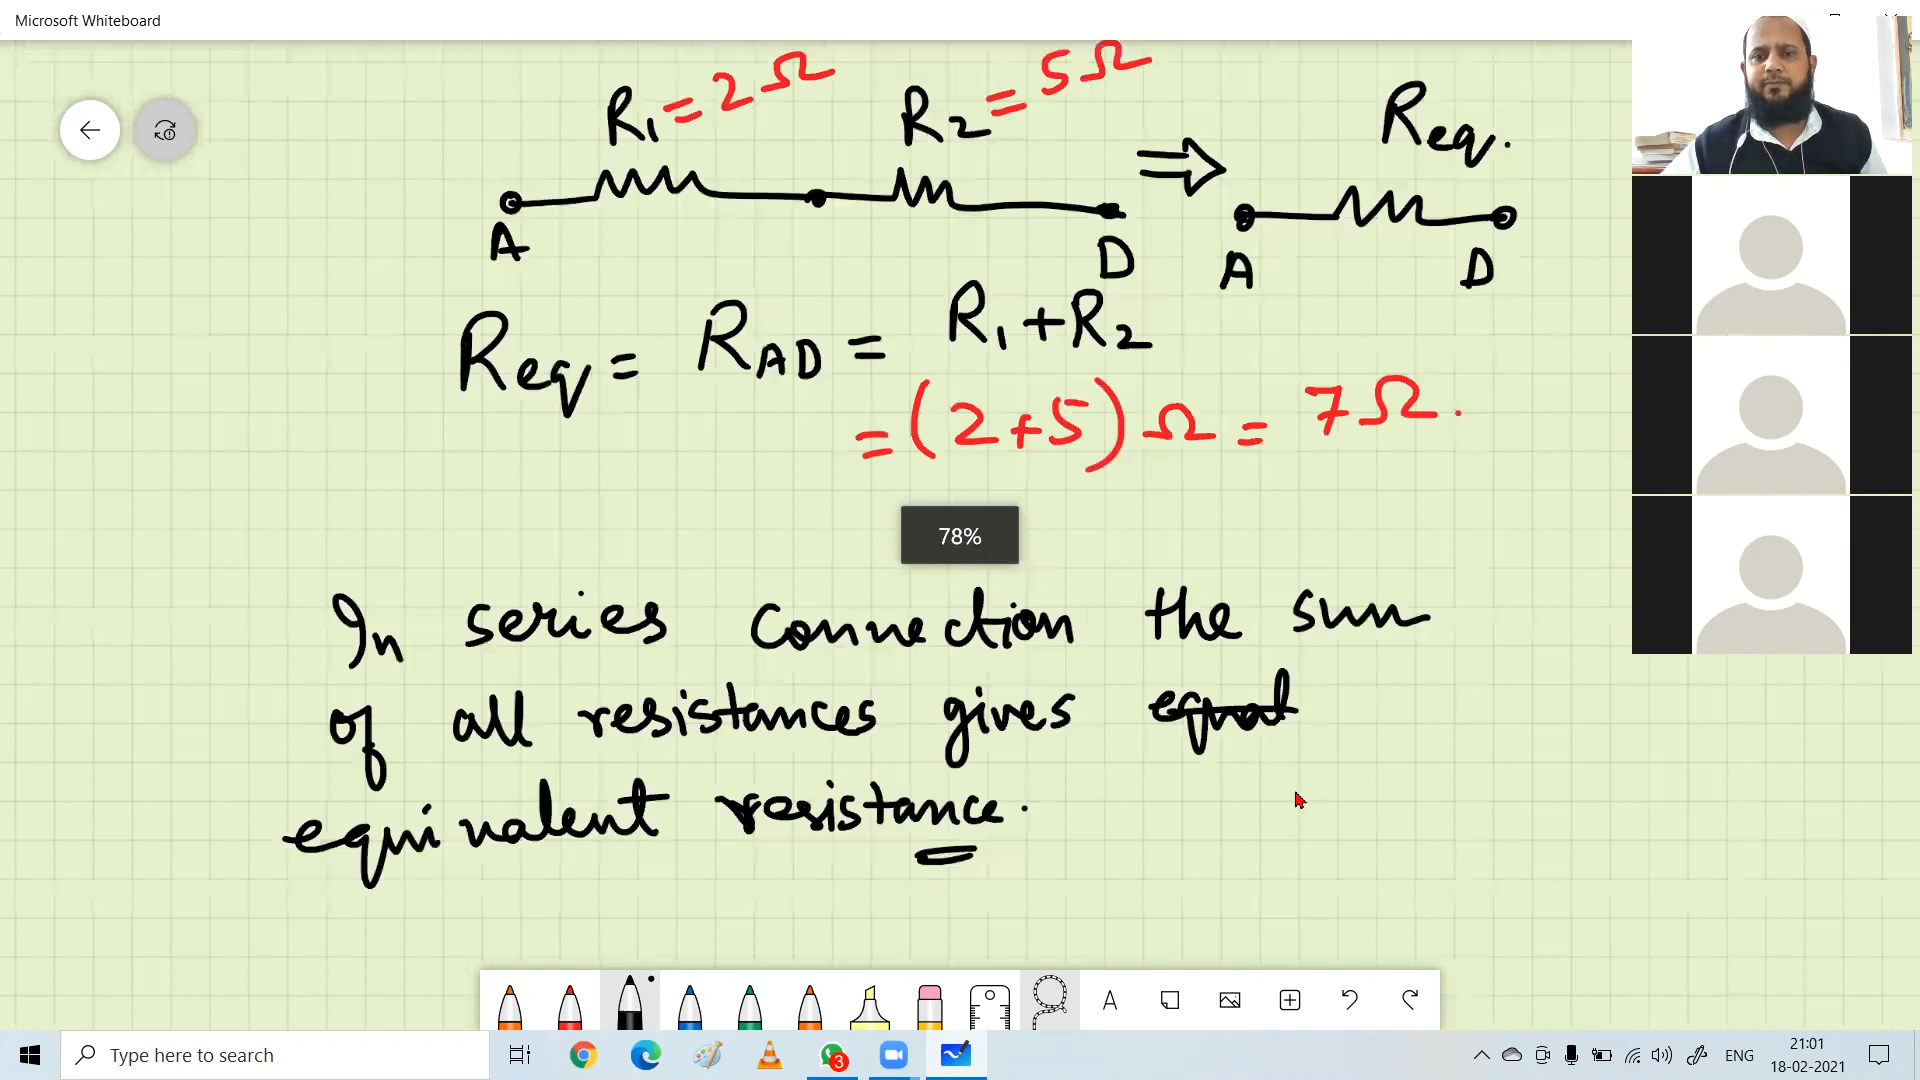 Microsoft Whiteboard
R1 = 2Ω R2 = 5Ω Req.
A D A D
Req = RAD = R1 + R2
= (2+5) Ω = 7Ω.
78%
In series connection the sum
of all resistances gives equal
equivalent resistance.
A
Type here to search
3
ENG
21:01
18-02-2021